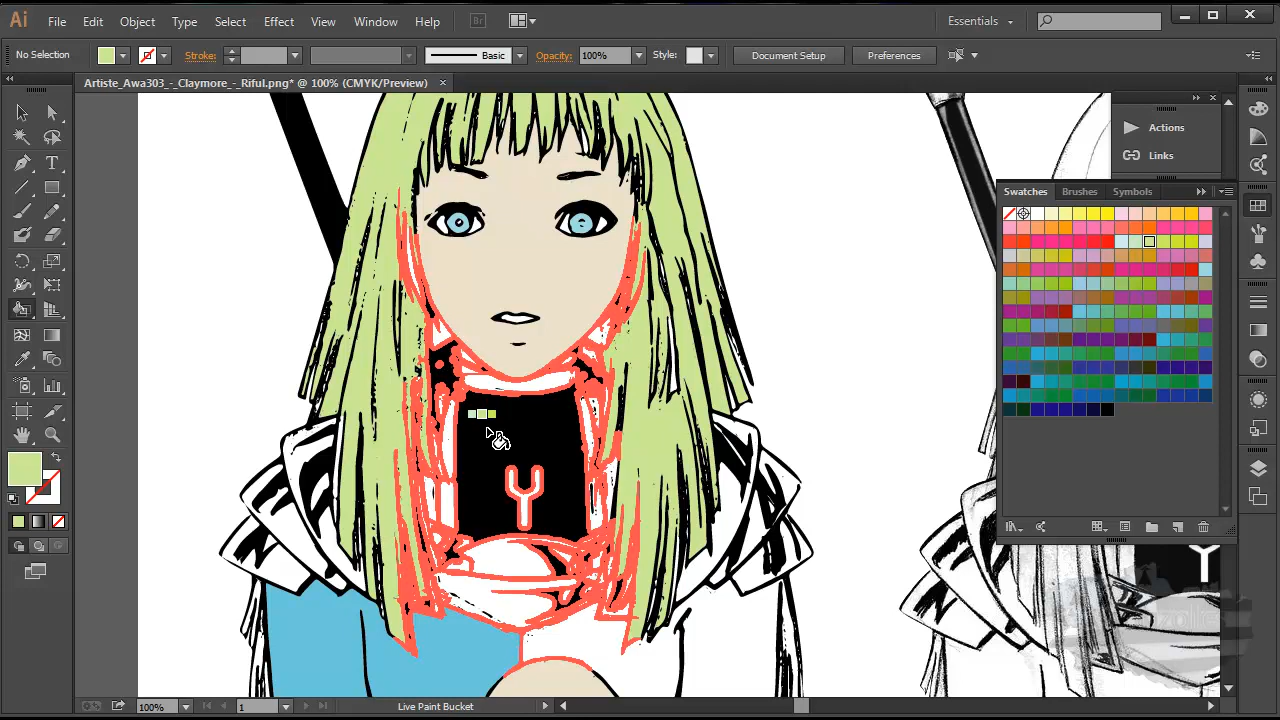 Ai File Edit Object Type Select Effect View Window Help Br Essentials
No Selection Stroke: Basic Opacity: 100% Style: Document Setup Preferences
Artiste_Awa303_-_Claymore_-_Riful.png* @ 100% (CMYK/Preview)
Actions
Links
Swatches Brushes Symbols
100% 1 Live Paint Bucket